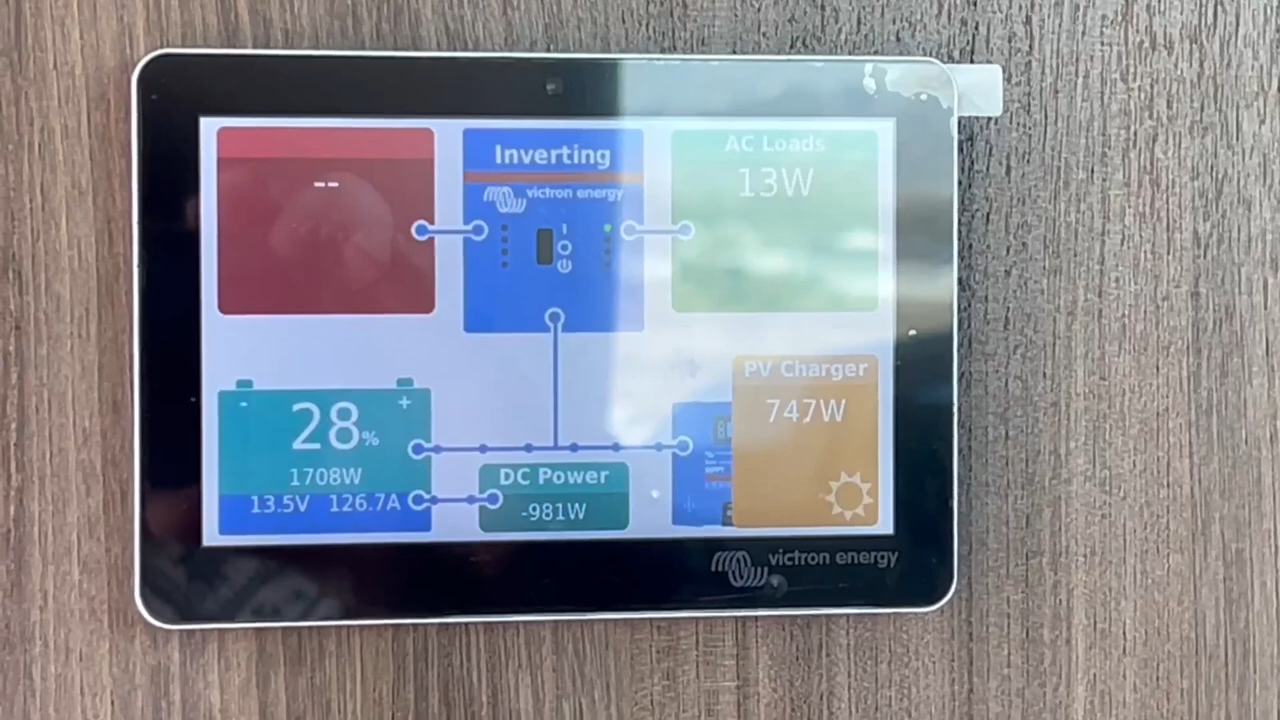 --
Inverting
victron energy
AC Loads
13W
28%
1708W
13.5V 126.7A
DC Power
-981W
PV Charger
747W
victron energy